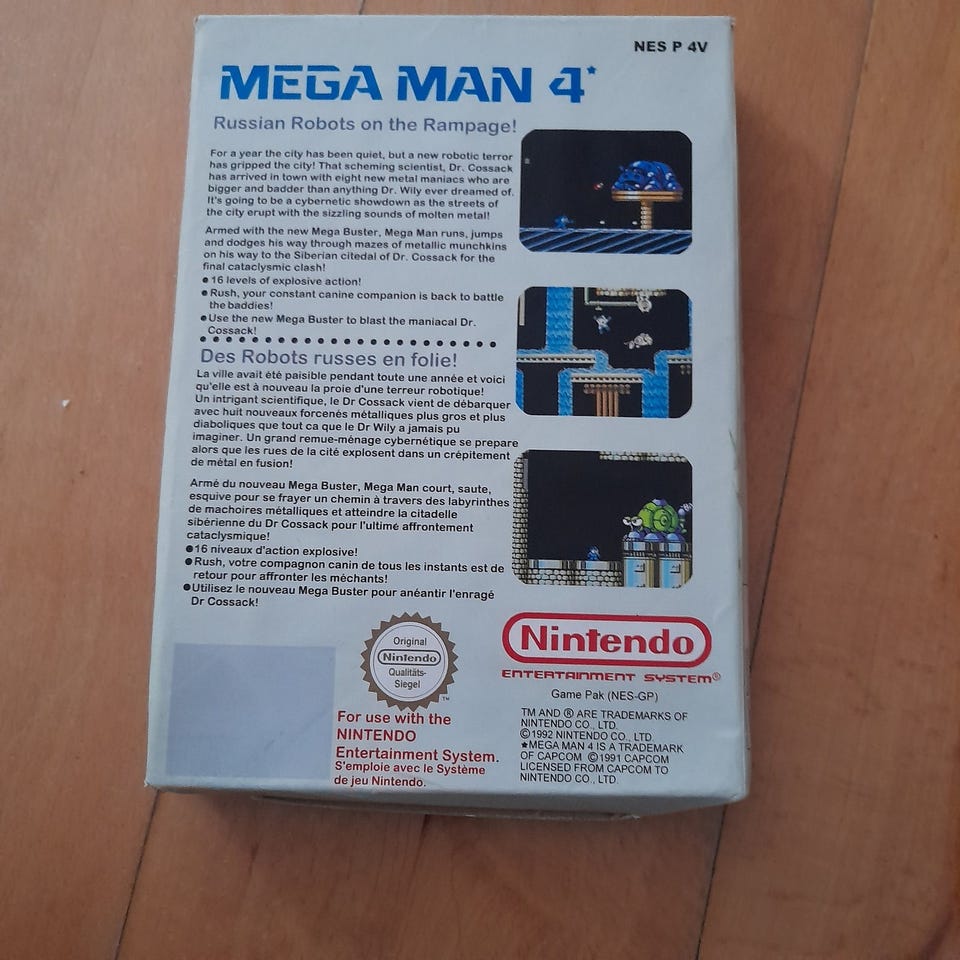 NES P 4V
MEGA MAN 4*
Russian Robots on the Rampage!
For a year the city has been quiet, but a new robotic terror
has gripped the city! That scheming scientist, Dr. Cossack
has arrived in town with eight new metal maniacs who are
bigger and badder than anything Dr. Wily ever dreamed of.
It's going to be a cybernetic showdown as the streets of
the city erupt with the sizzling sounds of molten metal!
Armed with the new Mega Buster, Mega Man runs, jumps
and dodges his way through mazes of metallic munchkins
on his way to the Siberian citedal of Dr. Cossack for the
final cataclysmic clash!
● 16 levels of explosive action!
● Rush, your constant canine companion is back to battle
the baddies!
● Use the new Mega Buster to blast the maniacal Dr.
Cossack!
Des Robots russes en folie!
La ville avait été paisible pendant toute une année et voici
qu'elle est à nouveau la proie d'une terreur robotique!
Un intrigant scientifique, le Dr Cossack vient de débarquer
avec huit nouveaux forcenés métalliques plus gros et plus
diaboliques que tout ca que le Dr Wily a jamais pu
imaginer. Un grand remue-ménage cybernétique se prepare
alors que les rues de la cité explosent dans un crépitement
de métal en fusion!
Armé du nouveau Mega Buster, Mega Man court, saute,
esquive pour se frayer un chemin à travers des labyrinthes
de machoires métalliques et atteindre la citadelle
sibérienne du Dr Cossack pour l'ultime affrontement
cataclysmique!
● 16 niveaux d'action explosive!
● Rush, votre compagnon canin de tous les instants est de
retour pour affronter les méchants!
● Utilisez le nouveau Mega Buster pour anéantir l'enragé
Dr Cossack!
Original
Nintendo
Qualitäts-
Siegel
TM
For use with the
NINTENDO
Entertainment System.
S'emploie avec le Système
de jeu Nintendo.
Nintendo
ENTERTAINMENT SYSTEM®
Game Pak (NES-GP)
TM AND ® ARE TRADEMARKS OF
NINTENDO CO., LTD.
©1992 NINTENDO CO., LTD.
★MEGA MAN 4 IS A TRADEMARK
OF CAPCOM ©1991 CAPCOM
LICENSED FROM CAPCOM TO
NINTENDO CO., LTD.